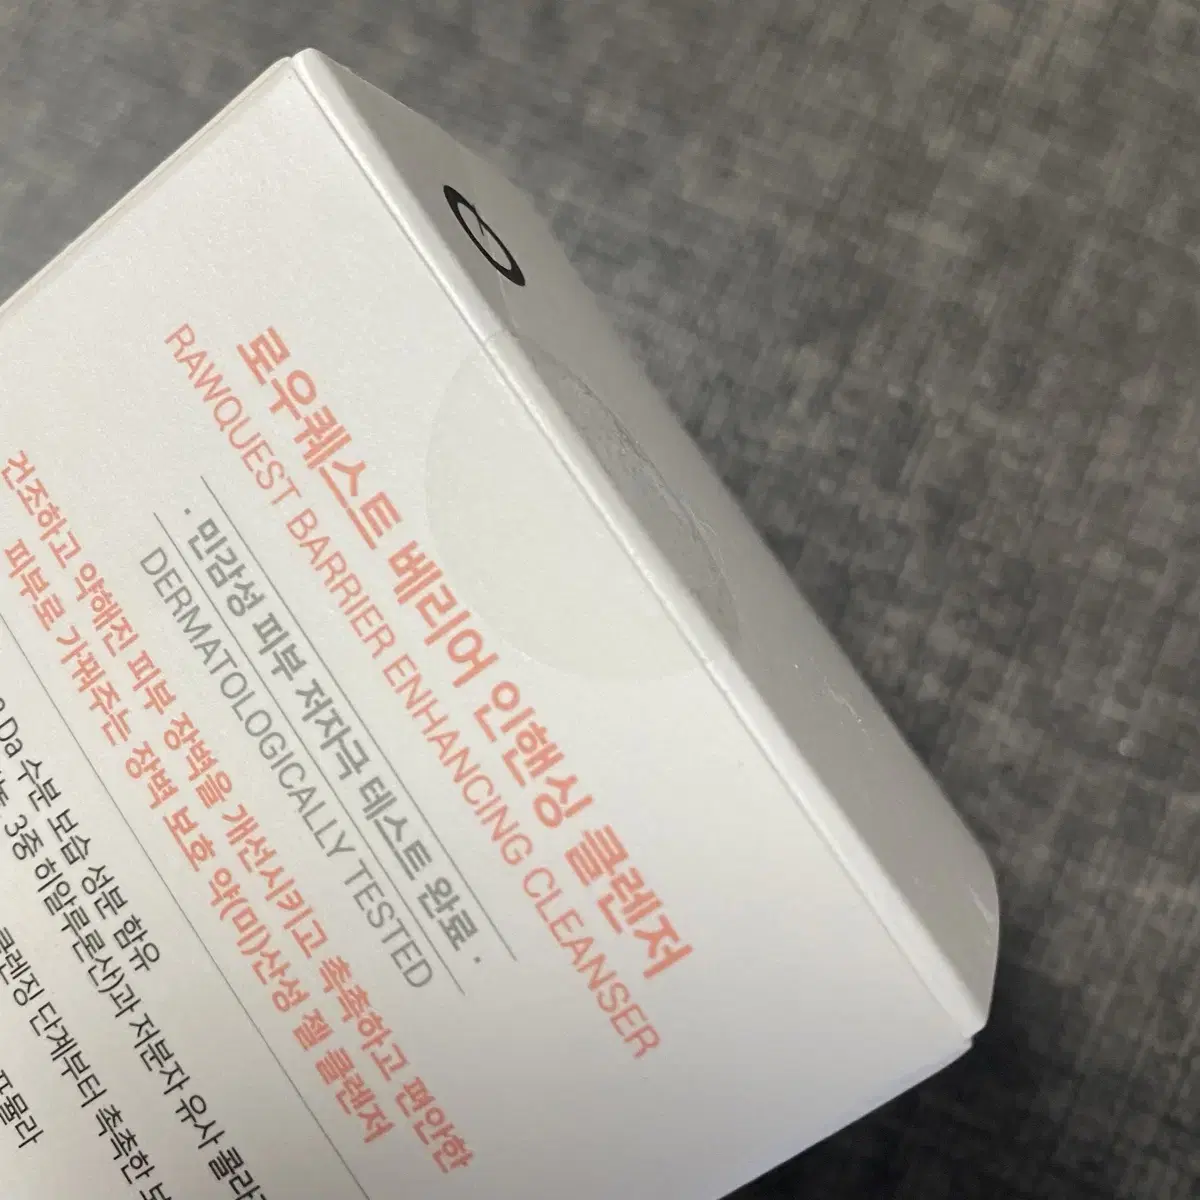 로우퀘스트 베리어 인핸싱 클렌저
RAWQUEST BARRIER ENHANCING CLEANSER
· 민감성 피부 저자극 테스트 완료 ·
DERMATOLOGICALLY TESTED
건조하고 약해진 피부 장벽을 개선시키고 촉촉하고 편안한
피부로 가꿔주는 장벽 보호 약(미)산성 젤 클렌저
Da 수분 보습 성분 함유
3중 히알루론산)과 저분자 유사
클렌징 단계부터 촉촉한
포뮬라